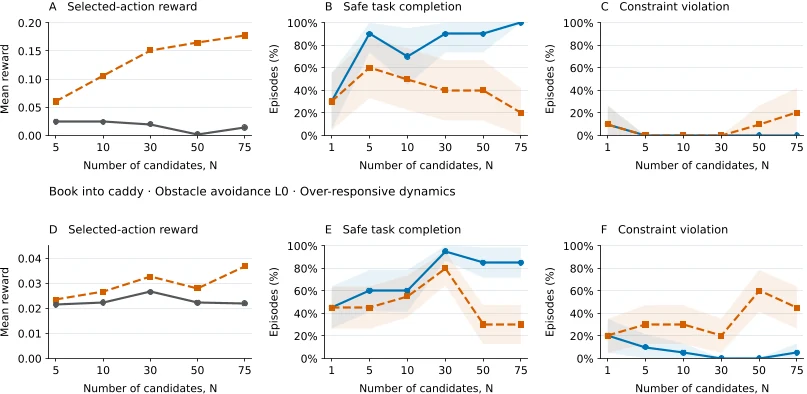 A Selected-action reward
B Safe task completion
C Constraint violation
Mean reward
0.20
0.15
0.10
0.05
0.00
5 10 30 50 75
Number of candidates, N
Episodes (%)
100%
80%
60%
40%
20%
0%
1 5 10 30 50 75
Number of candidates, N
Episodes (%)
100%
80%
60%
40%
20%
0%
1 5 10 30 50 75
Number of candidates, N
Book into caddy · Obstacle avoidance L0 · Over-responsive dynamics
D Selected-action reward
E Safe task completion
F Constraint violation
Mean reward
0.04
0.03
0.02
0.01
0.00
5 10 30 50 75
Number of candidates, N
Episodes (%)
100%
80%
60%
40%
20%
0%
1 5 10 30 50 75
Number of candidates, N
Episodes (%)
100%
80%
60%
40%
20%
0%
1 5 10 30 50 75
Number of candidates, N